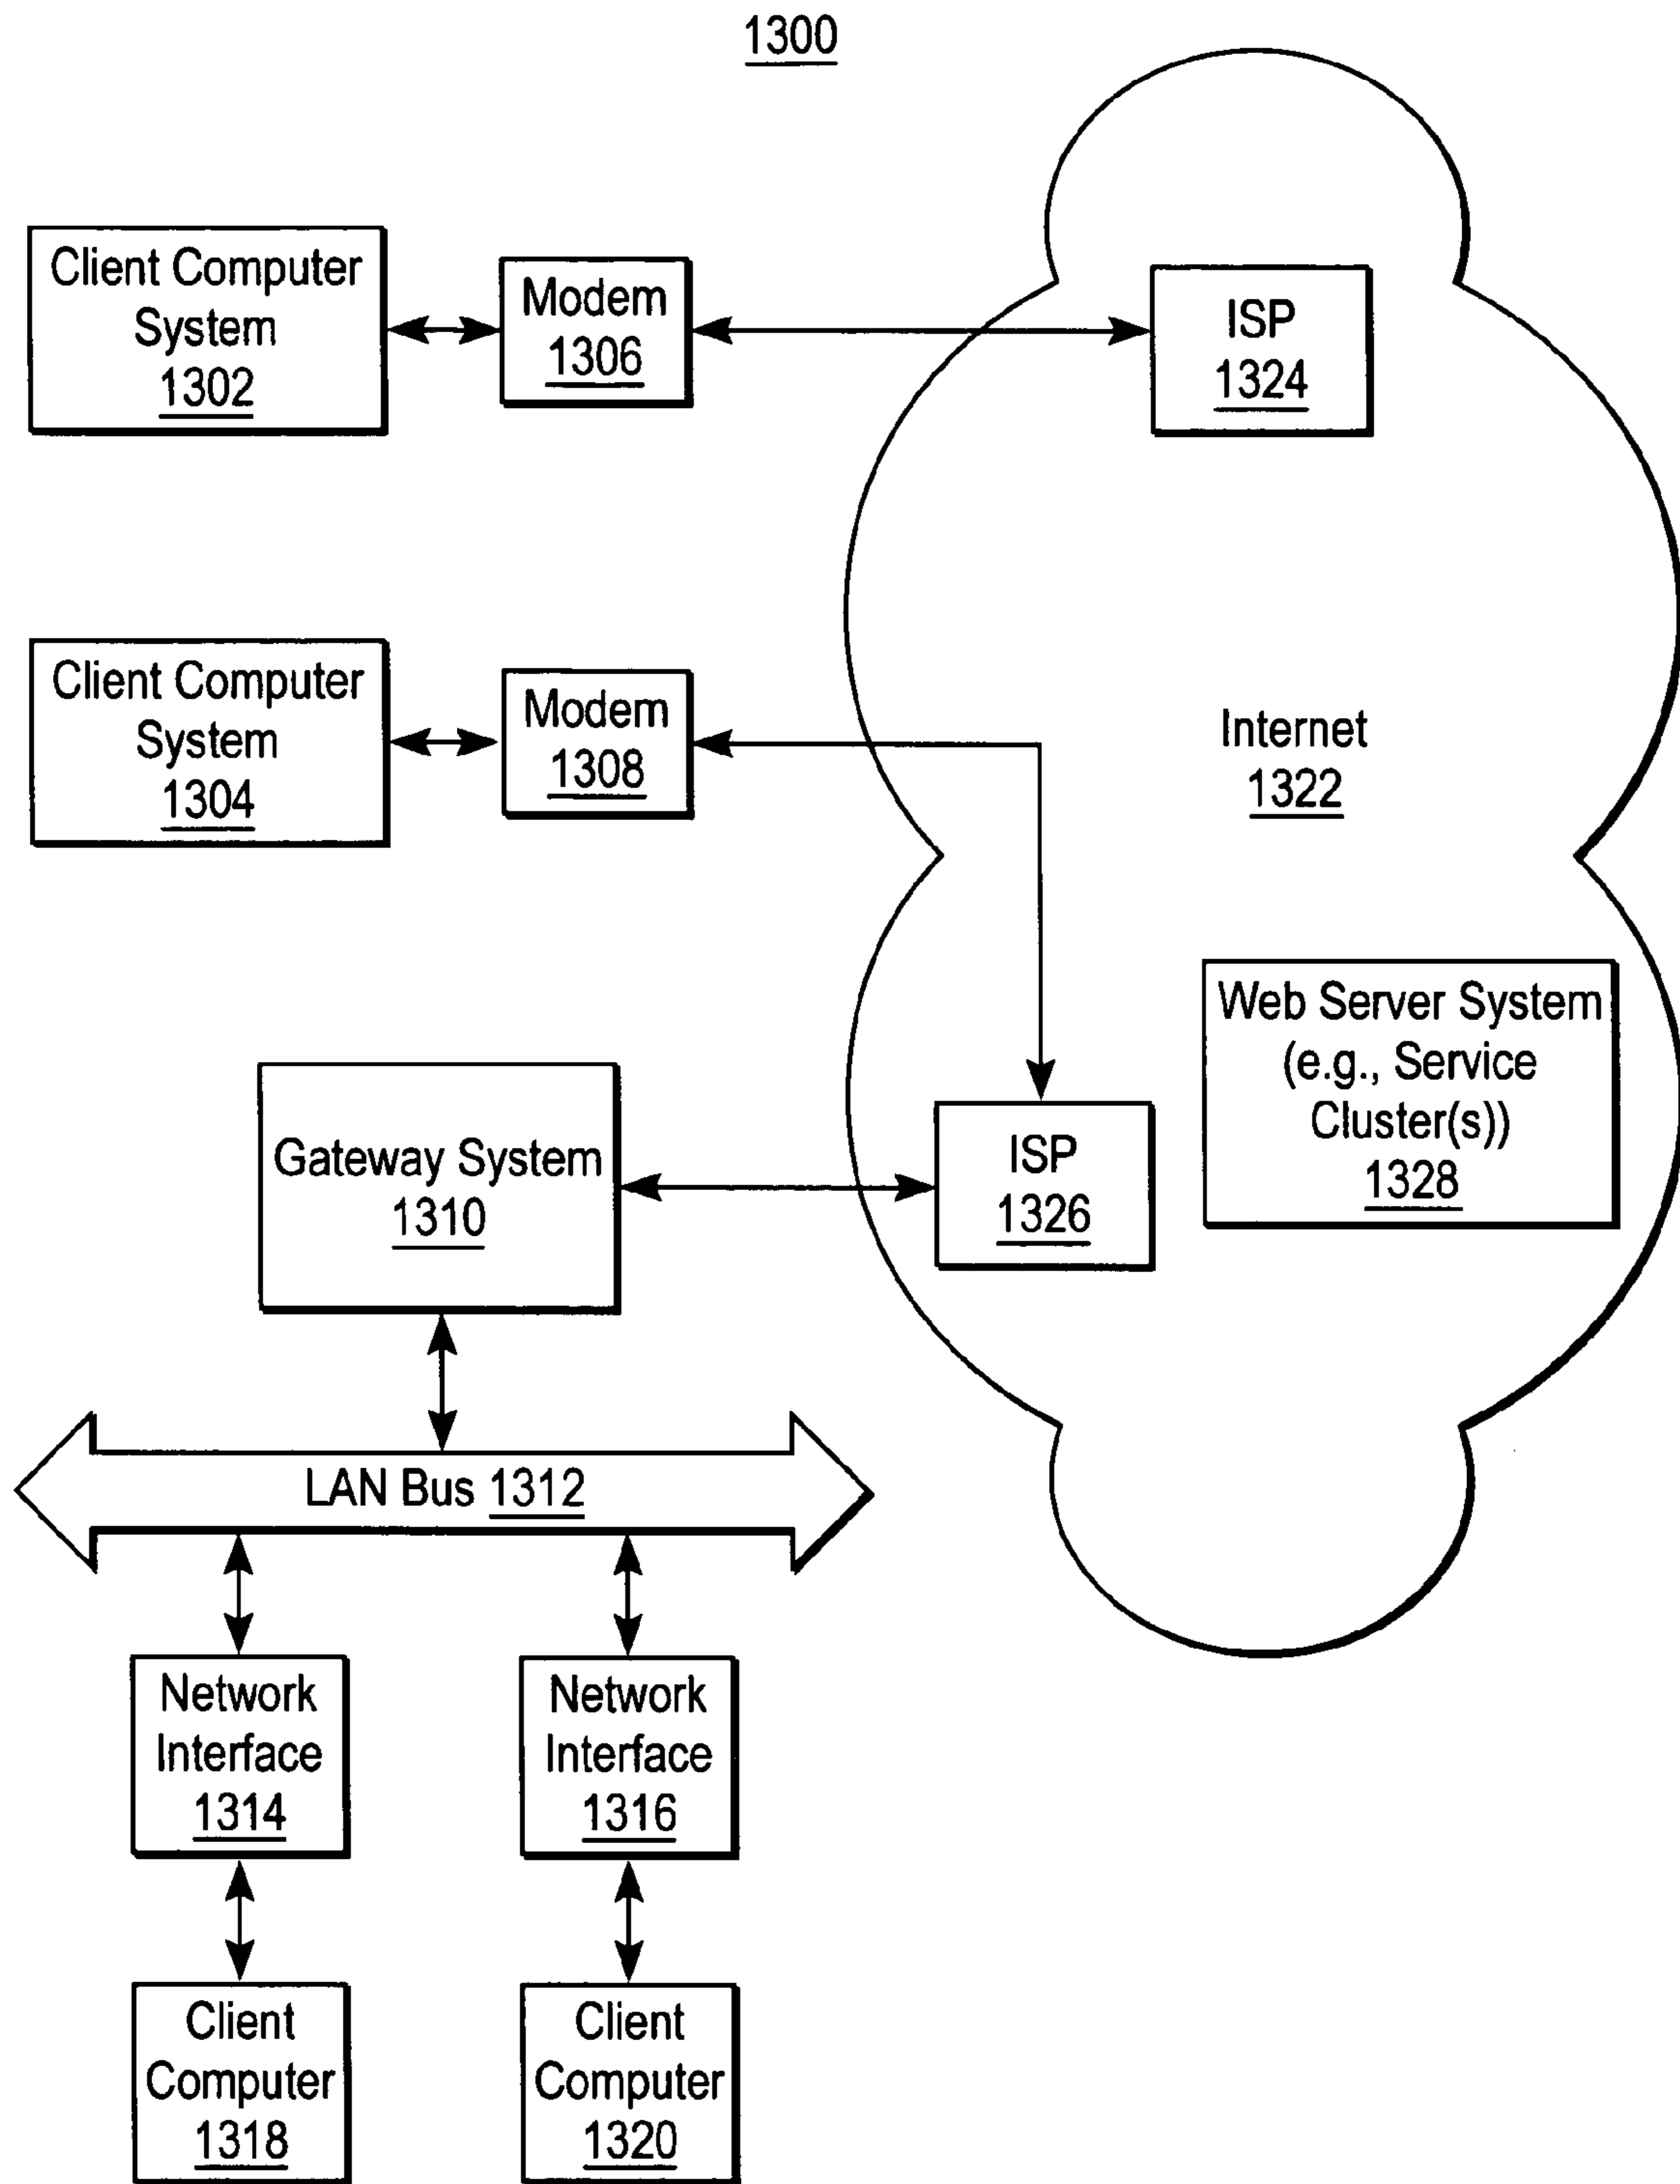 1300
Client Computer
System
1302
Modem
1306
ISP
1324
Client Computer
System
1304
Modem
1308
Internet
1322
Web Server System
(e.g., Service
Cluster(s))
1328
Gateway System
1310
ISP
1326
LAN Bus 1312
Network
Interface
1314
Network
Interface
1316
Client
Computer
1318
Client
Computer
1320